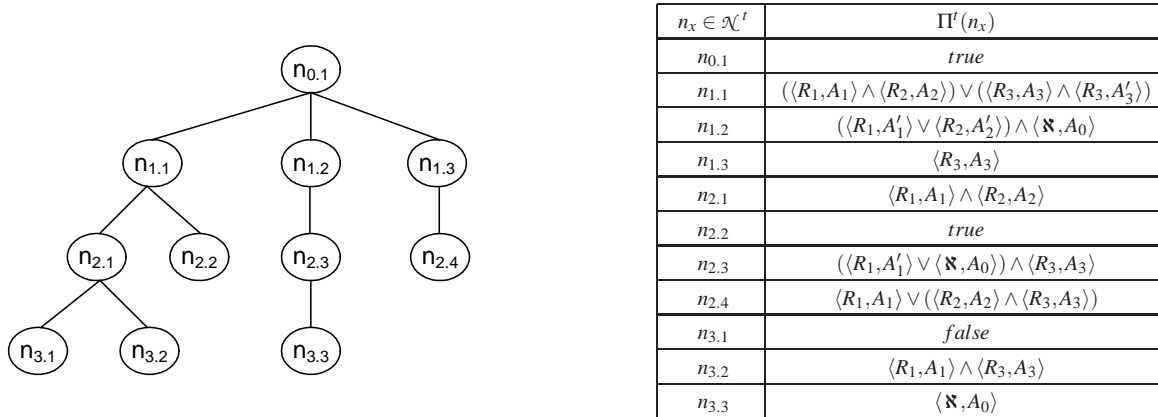 n0.1
n1.1 n1.2 n1.3
n2.1 n2.2 n2.3 n2.4
n3.1 n3.2 n3.3
nₓ ∈ 𝒩ᵗ Πᵗ(nₓ)
n₀.₁ true
n₁.₁ (⟨R₁,A₁⟩ ∧ ⟨R₂,A₂⟩) ∨ (⟨R₃,A₃⟩ ∧ ⟨R₃,A′₃⟩)
n₁.₂ (⟨R₁,A′₁⟩ ∨ ⟨R₂,A′₂⟩) ∧ ⟨ℵ,A₀⟩
n₁.₃ ⟨R₃,A₃⟩
n₂.₁ ⟨R₁,A₁⟩ ∧ ⟨R₂,A₂⟩
n₂.₂ true
n₂.₃ (⟨R₁,A′₁⟩ ∨ ⟨ℵ,A₀⟩) ∧ ⟨R₃,A₃⟩
n₂.₄ ⟨R₁,A₁⟩ ∨ (⟨R₂,A₂⟩ ∧ ⟨R₃,A₃⟩)
n₃.₁ false
n₃.₂ ⟨R₁,A₁⟩ ∧ ⟨R₃,A₃⟩
n₃.₃ ⟨ℵ,A₀⟩